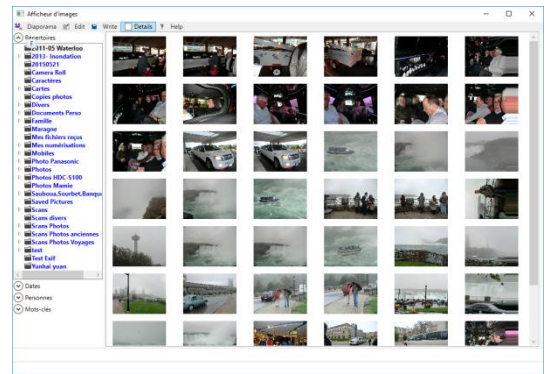 Afficheur d'images
Diaporama Edit Write Details ? Help
Répertoires
2011-05 Waterloo
2013- Inondation
20150521
Camera Roll
Caractères
Cartes
Copies photos
Divers
Documents Perso
Famille
Maragne
Mes fichiers reçus
Mes numérisations
Mobiles
Photo Panasonic
Photos
Photos HDC-S100
Photos Mamie
Sauboua,Sourbet,Banqu
Saved Pictures
Scans
Scans divers
Scans Photos
Scans Photos anciennes
Scans Photos Voyages
test
Test Exif
Yunhai yuan
Dates
Personnes
Mots-clés